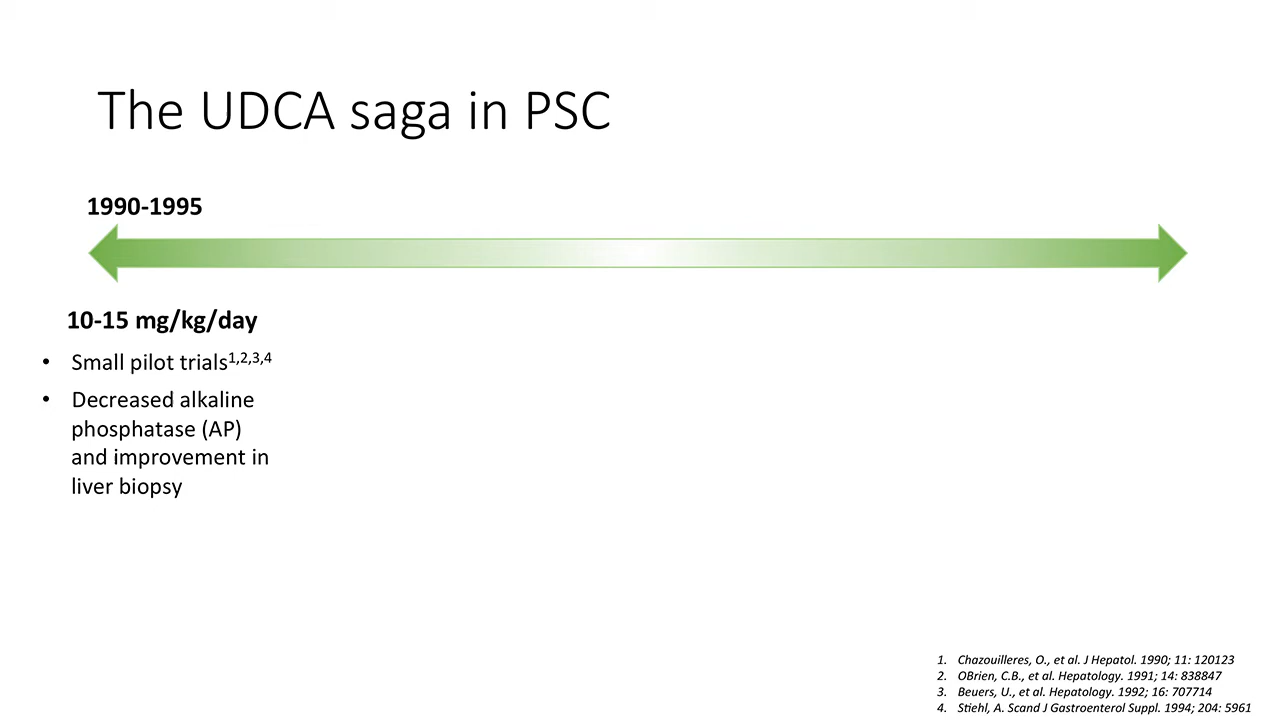 The UDCA saga in PSC
1990-1995
10-15 mg/kg/day
• Small pilot trials1,2,3,4
• Decreased alkaline
phosphatase (AP)
and improvement in
liver biopsy
1. Chazouilleres, O., et al. J Hepatol. 1990; 11: 120123
2. OBrien, C.B., et al. Hepatology. 1991; 14: 838847
3. Beuers, U., et al. Hepatology. 1992; 16: 707714
4. Stiehl, A. Scand J Gastroenterol Suppl. 1994; 204: 5961